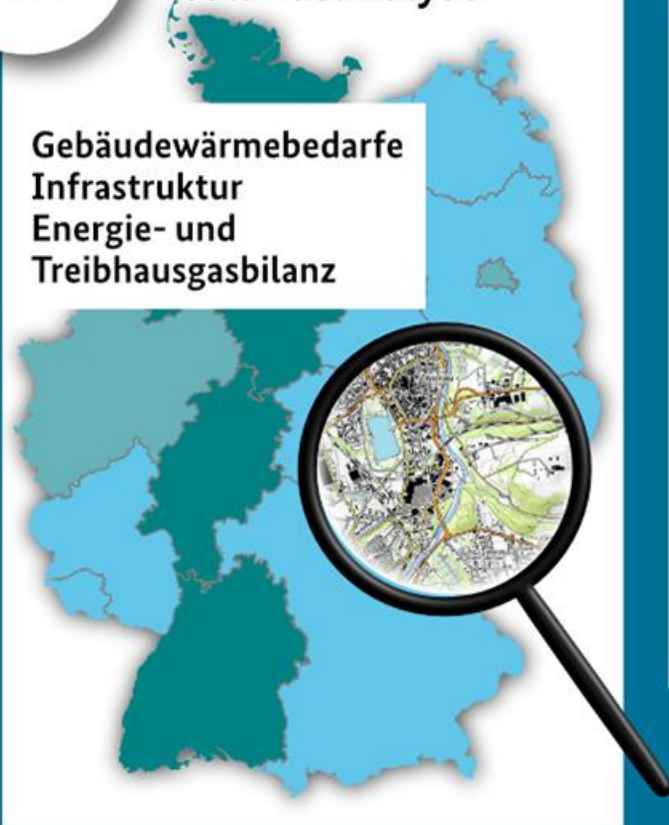 Gebäudewärmebedarfe
Infrastruktur
Energie- und
Treibhausgasbilanz